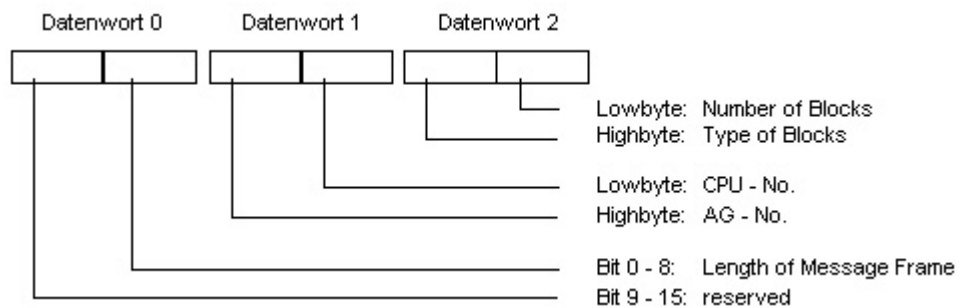 Datenwort 0 Datenwort 1 Datenwort 2
Lowbyte: Number of Blocks
Highbyte: Type of Blocks
Lowbyte: CPU - No.
Highbyte: AG - No.
Bit 0 - 8: Length of Message Frame
Bit 9 - 15: reserved